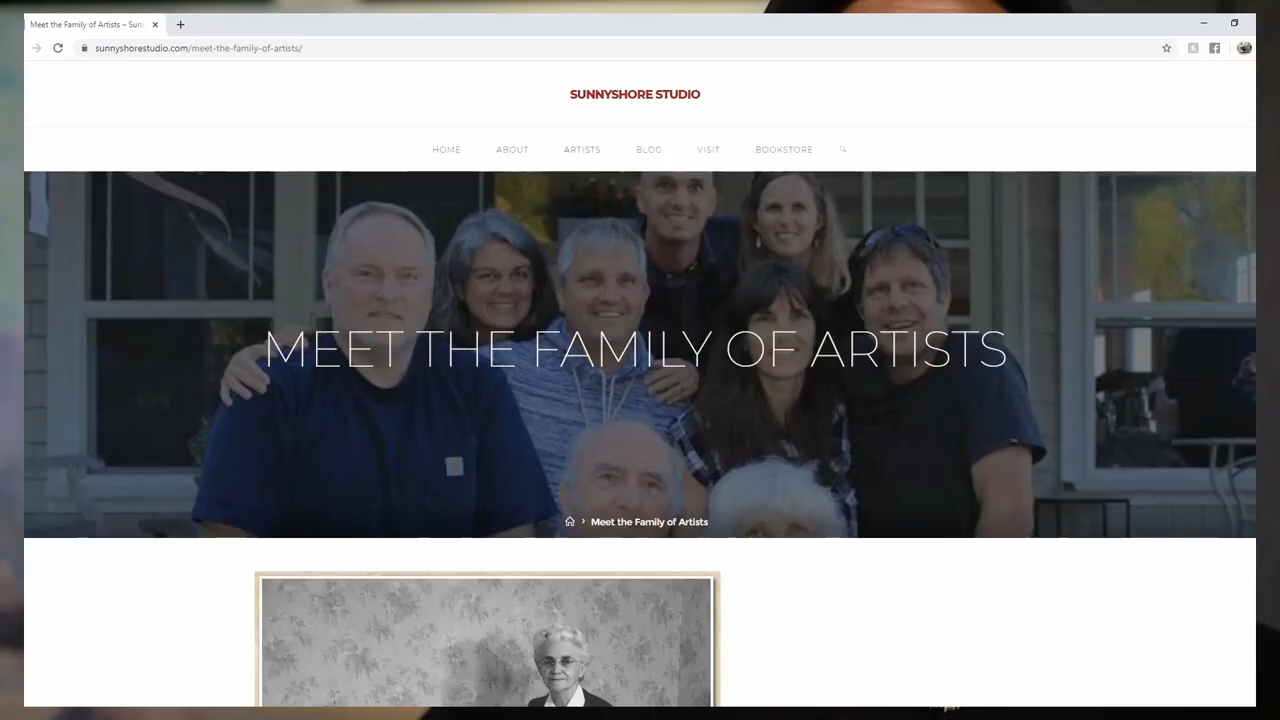 Meet the Family of Artists – Sun
sunnyshorestudio.com/meet-the-family-of-artists/
SUNNYSHORE STUDIO
HOME ABOUT ARTISTS BLOG VISIT BOOKSTORE
MEET THE FAMILY OF ARTISTS
Meet the Family of Artists